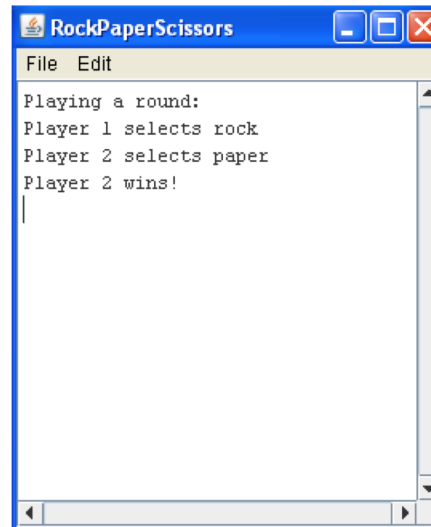 RockPaperScissors
File Edit
Playing a round:
Player 1 selects rock
Player 2 selects paper
Player 2 wins!